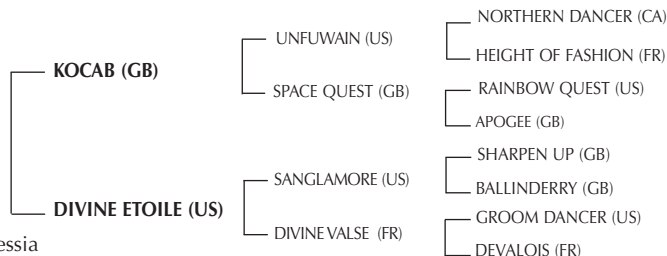 NORTHERN DANCER (CA)
UNFUWAIN (US)
HEIGHT OF FASHION (FR)
KOCAB (GB)
RAINBOW QUEST (US)
SPACE QUEST (GB)
APOGEE (GB)
SHARPEN UP (GB)
SANGLAMORE (US)
BALLINDERRY (GB)
DIVINE ETOILE (US)
GROOM DANCER (US)
DIVINE VALSE (FR)
essia
DEVALOIS (FR)